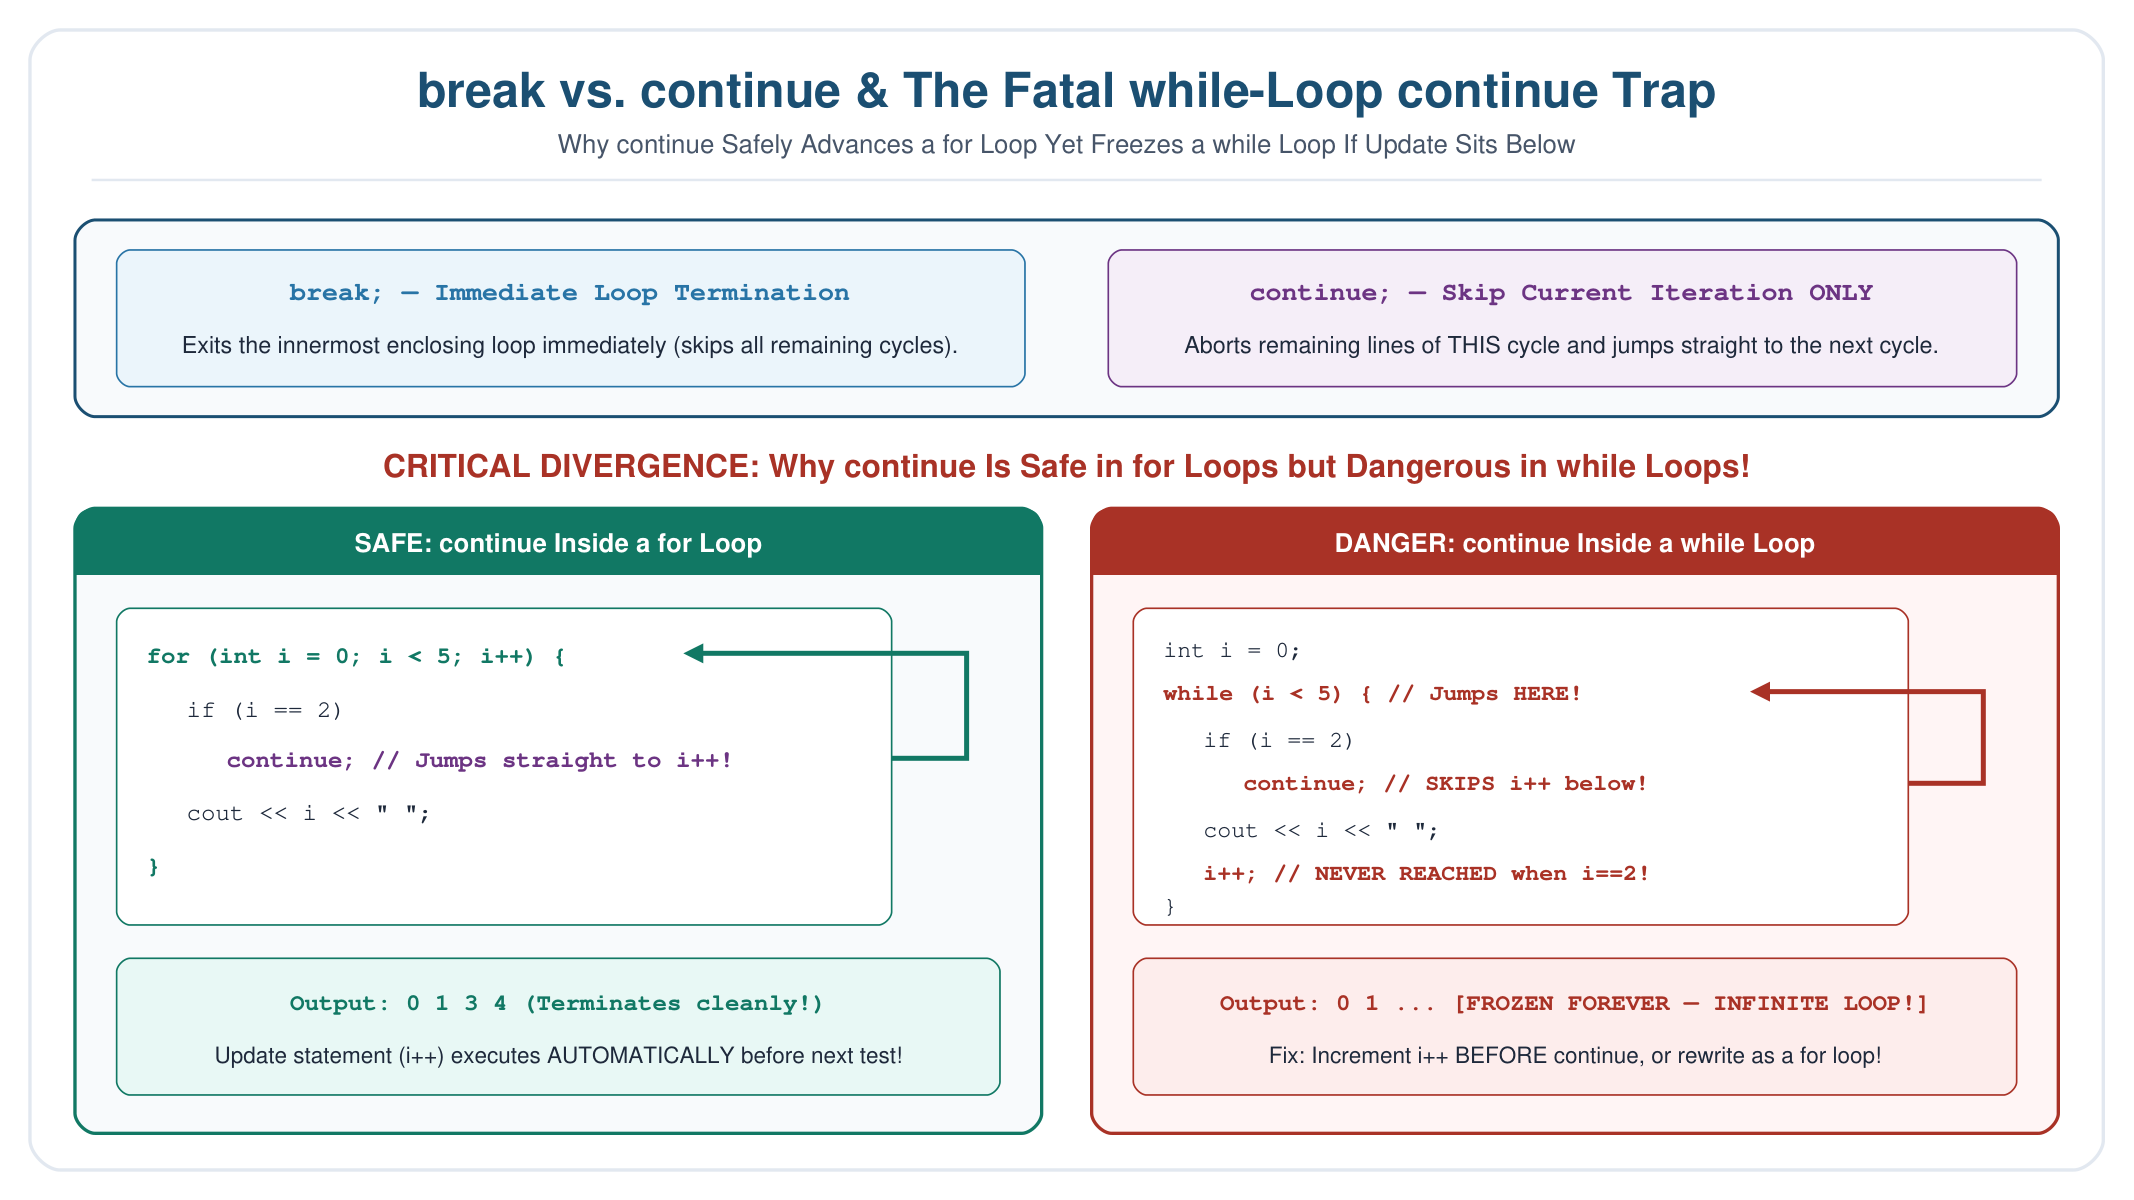 break vs. continue & The Fatal while-Loop continue Trap
Why continue Safely Advances a for Loop Yet Freezes a while Loop If Update Sits Below
break; — Immediate Loop Termination
Exits the innermost enclosing loop immediately (skips all remaining cycles).
continue; — Skip Current Iteration ONLY
Aborts remaining lines of THIS cycle and jumps straight to the next cycle.
CRITICAL DIVERGENCE: Why continue Is Safe in for Loops but Dangerous in while Loops!
SAFE: continue Inside a for Loop
for (int i = 0; i < 5; i++) {
if (i == 2)
continue; // Jumps straight to i++!
cout << i << " ";
}
Output: 0 1 3 4 (Terminates cleanly!)
Update statement (i++) executes AUTOMATICALLY before next test!
DANGER: continue Inside a while Loop
int i = 0;
while (i < 5) { // Jumps HERE!
if (i == 2)
continue; // SKIPS i++ below!
cout << i << " ";
i++; // NEVER REACHED when i==2!
}
Output: 0 1 ... [FROZEN FOREVER — INFINITE LOOP!]
Fix: Increment i++ BEFORE continue, or rewrite as a for loop!